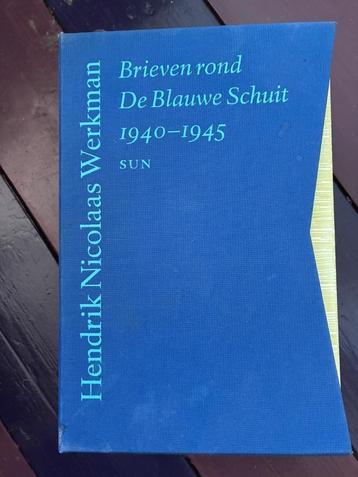 Hendrik Nicolaas Werkman
Brieven rond
De Blauwe Schuit
1940–1945
SUN